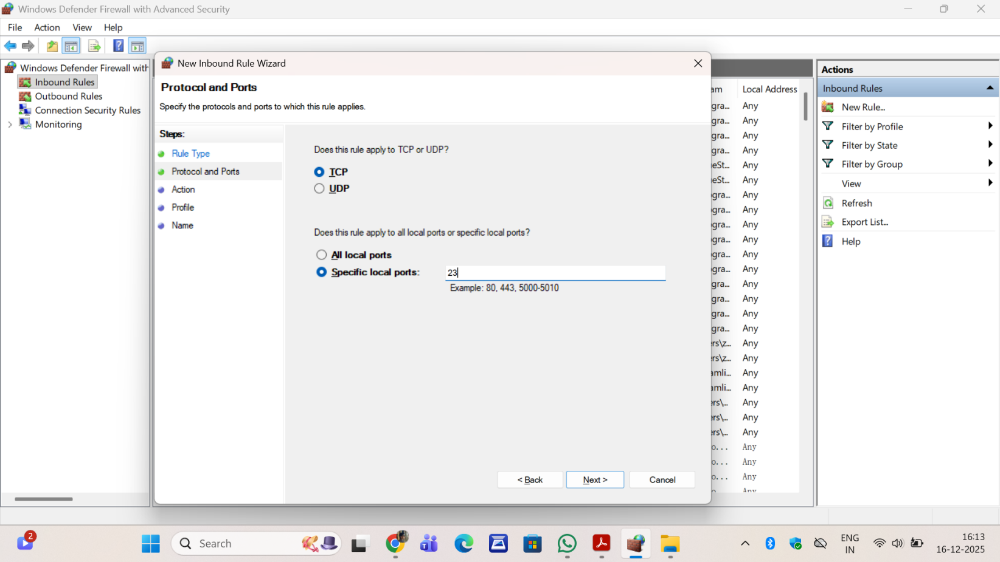 Windows Defender Firewall with Advanced Security
File Action View Help
Windows Defender Firewall with
Inbound Rules
Outbound Rules
Connection Security Rules
Monitoring
New Inbound Rule Wizard
Protocol and Ports
Specify the protocols and ports to which this rule applies.
Steps:
Rule Type
Protocol and Ports
Action
Profile
Name
Does this rule apply to TCP or UDP?
TCP
UDP
Does this rule apply to all local ports or specific local ports?
All local ports
Specific local ports: 23
Example: 80, 443, 5000-5010
< Back Next > Cancel
am Local Address
gra... Any
gra... Any
gra... Any
gra... Any
eSt... Any
eSt... Any
gra... Any
gra... Any
gra... Any
gra... Any
gra... Any
gra... Any
gra... Any
gra... Any
gra... Any
gra... Any
rs\z... Any
rs\z... Any
amli... Any
amli... Any
ers\... Any
ers\... Any
ers\... Any
o... Any
o... Any
o... Any
Any
Actions
Inbound Rules
New Rule...
Filter by Profile
Filter by State
Filter by Group
View
Refresh
Export List...
Help
2
Search
ENG
IN
16:13
16-12-2025